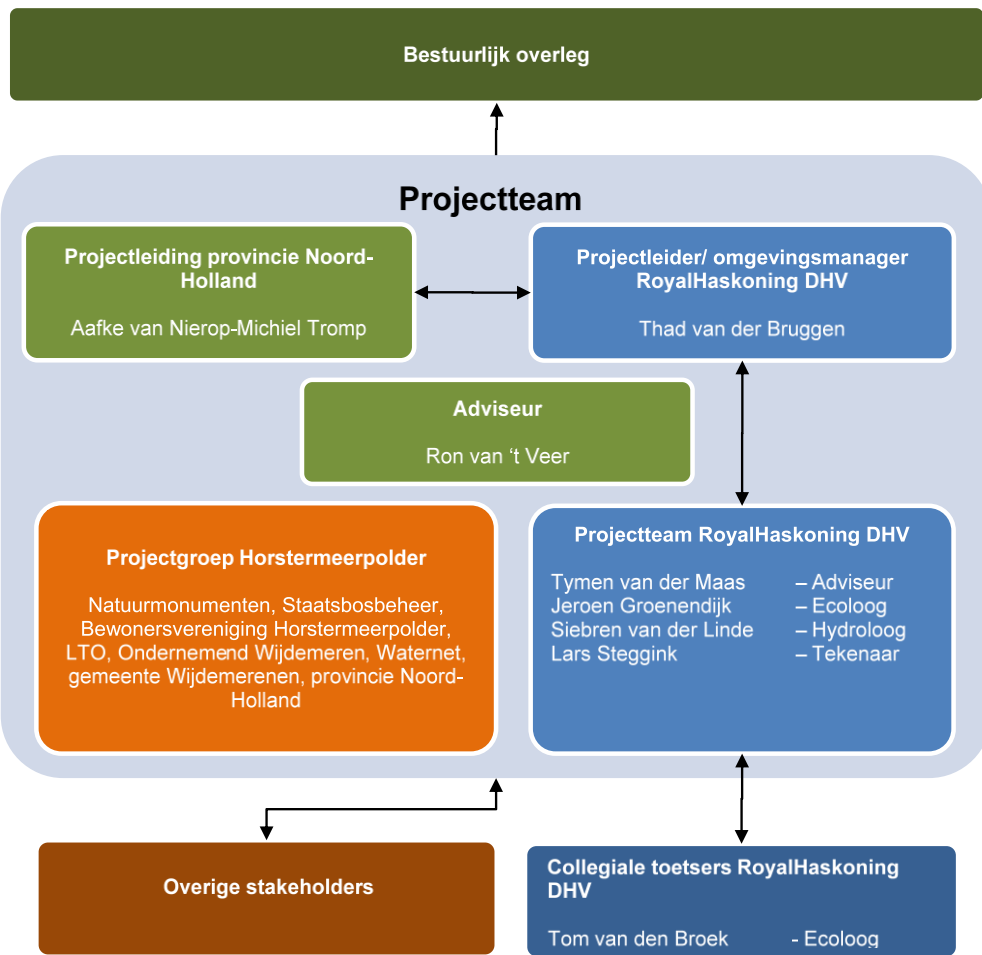 Bestuurlijk overleg
Projectteam
Projectleiding provincie Noord-
Holland
Aafke van Nierop-Michiel Tromp
Projectleider/ omgevingsmanager
RoyalHaskoning DHV
Thad van der Bruggen
Adviseur
Ron van ‘t Veer
Projectgroep Horstermeerpolder
Natuurmonumenten, Staatsbosbeheer,
Bewonersvereniging Horstermeerpolder,
LTO, Ondernemend Wijdemeren, Waternet,
gemeente Wijdemerenen, provincie Noord-
Holland
Projectteam RoyalHaskoning DHV
Tymen van der Maas – Adviseur
Jeroen Groenendijk – Ecoloog
Siebren van der Linde – Hydroloog
Lars Steggink – Tekenaar
Overige stakeholders
Collegiale toetsers RoyalHaskoning
DHV
Tom van den Broek - Ecoloog